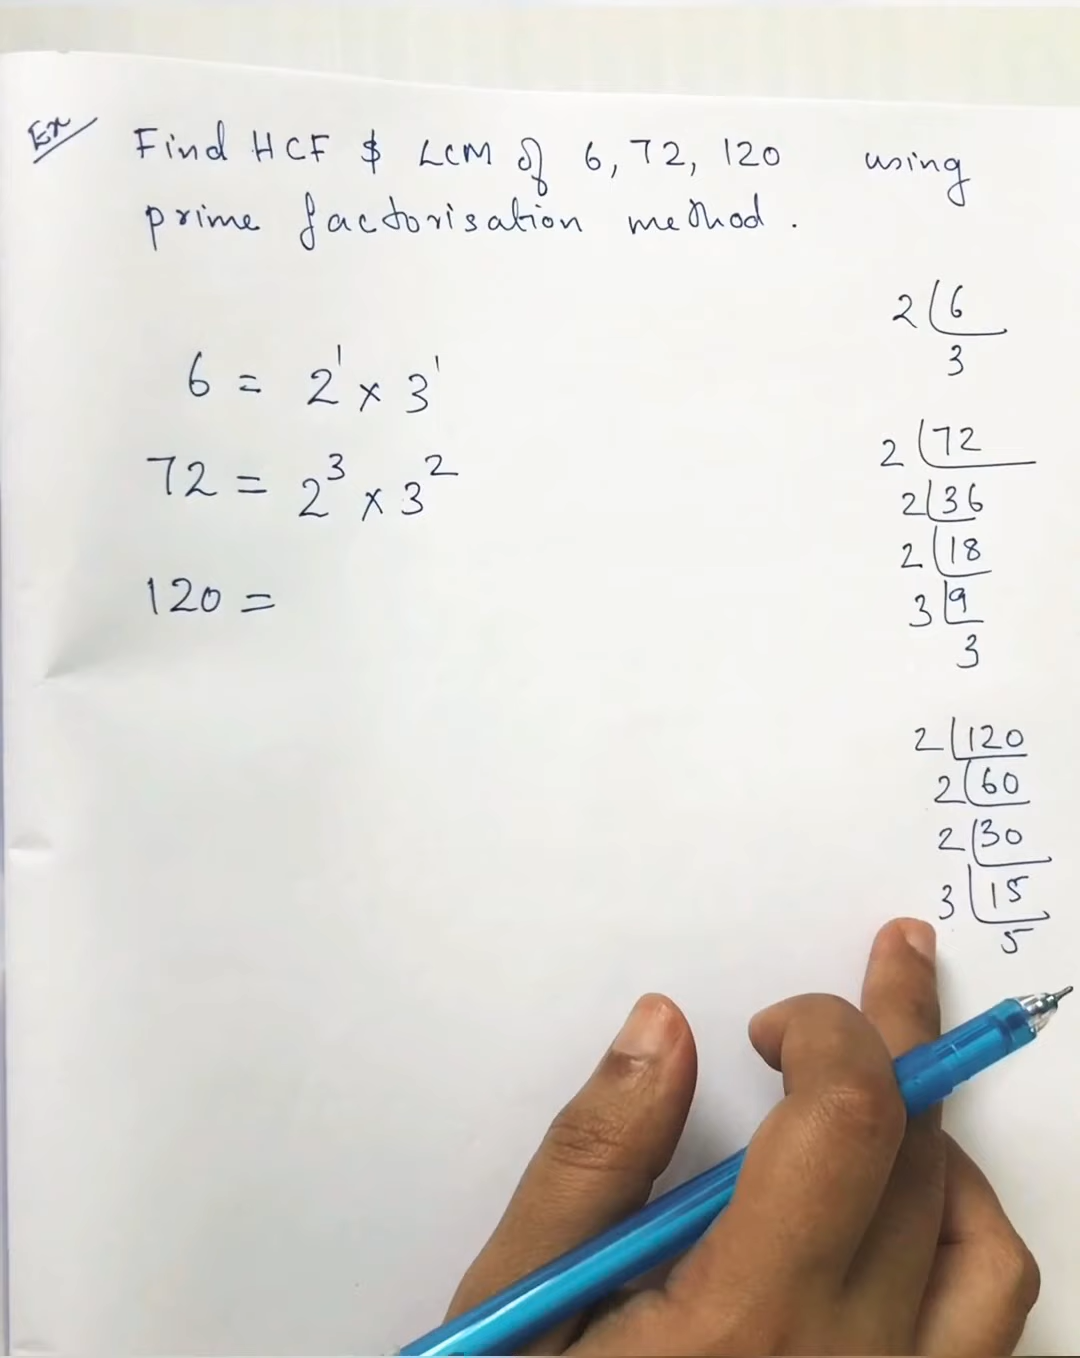 Ex
Find HCF & LCM of 6, 72, 120 using
prime factorisation method.
6 = 2¹ × 3¹
72 = 2³ × 3²
120 =
2 6
3
2 72
2 36
2 18
3 9
3
2 120
2 60
2 30
3 15
5